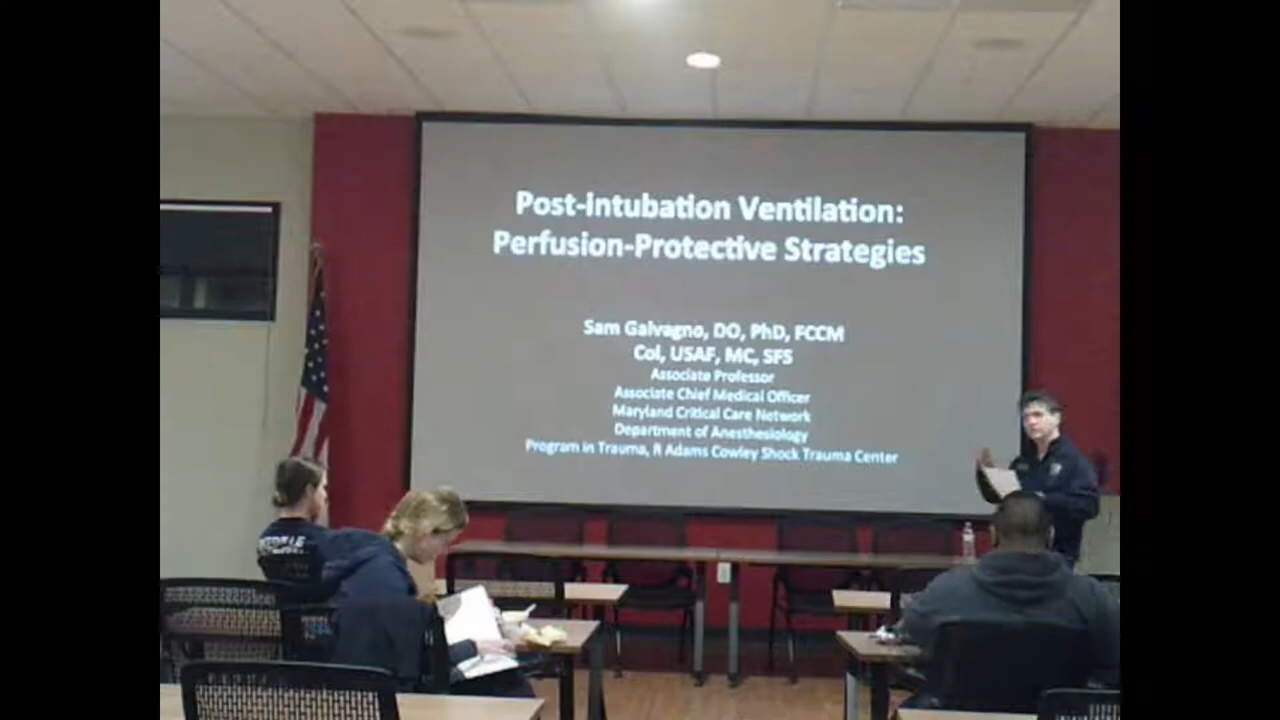 Post-intubation Ventilation:
Perfusion-Protective Strategies
Sam Galvagno, DO, PhD, FCCM
Col, USAF, MC, SFS
Associate Professor
Associate Chief Medical Officer
Maryland Critical Care Network
Department of Anesthesiology
Program in Trauma, R Adams Cowley Shock Trauma Center